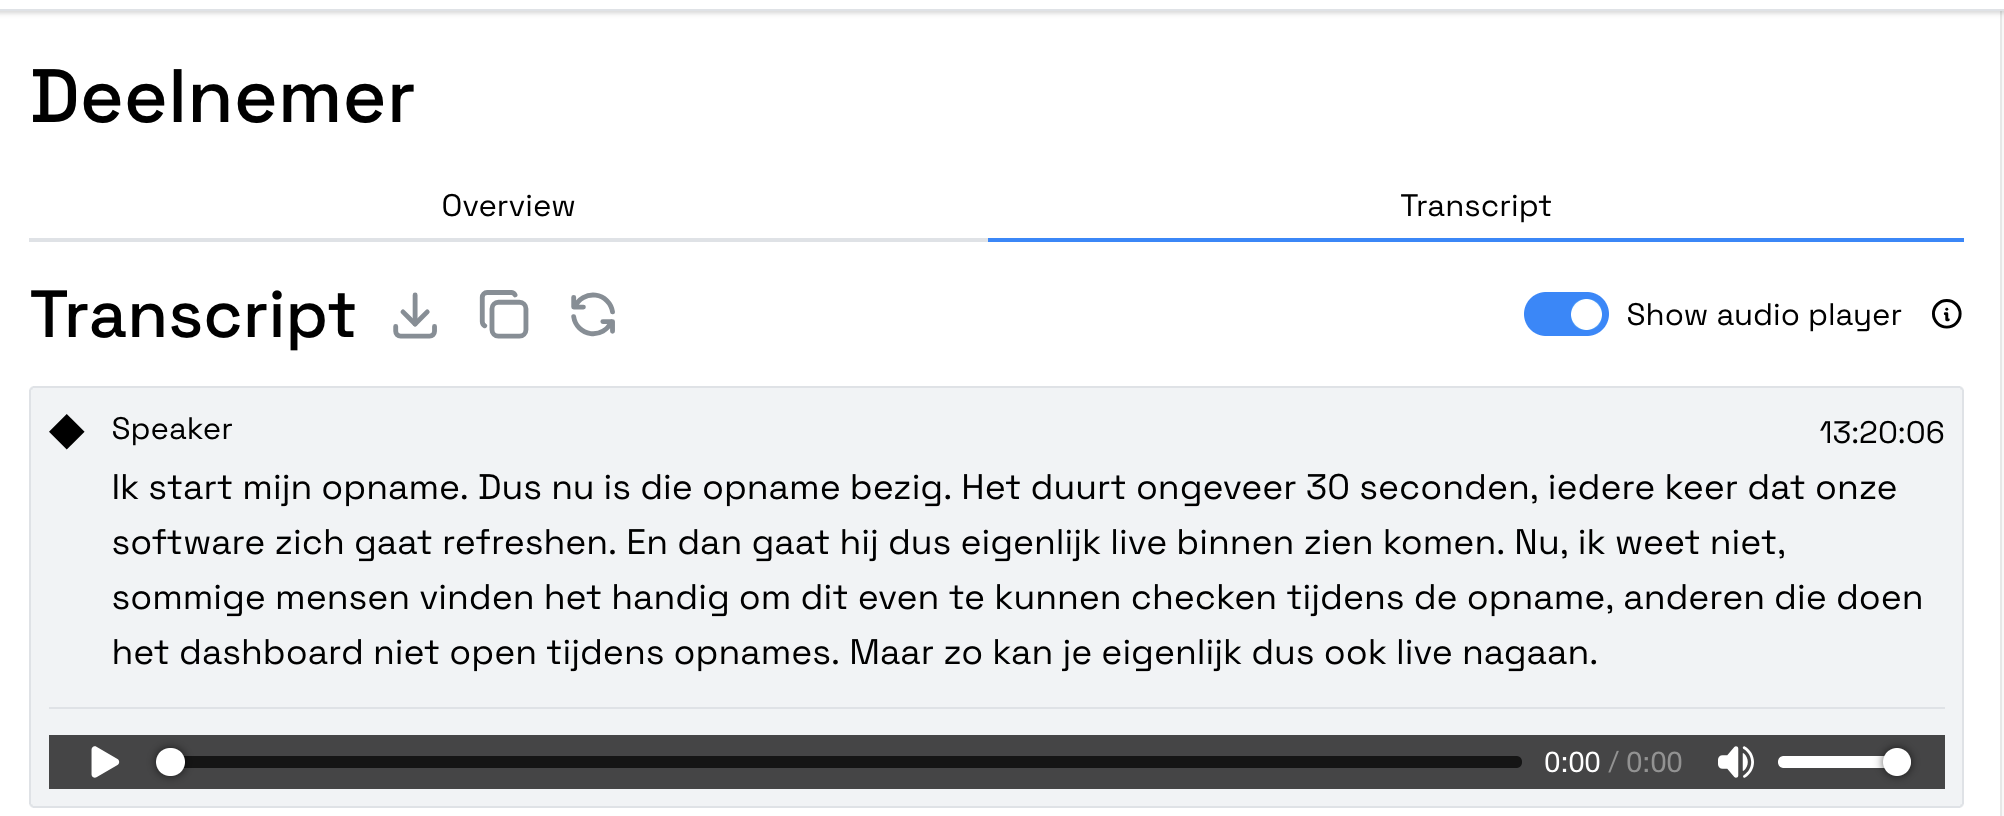 Deelnemer
Overview
Transcript
Transcript
Show audio player
Speaker
13:20:06
Ik start mijn opname. Dus nu is die opname bezig. Het duurt ongeveer 30 seconden, iedere keer dat onze
software zich gaat refreshen. En dan gaat hij dus eigenlijk live binnen zien komen. Nu, ik weet niet,
sommige mensen vinden het handig om dit even te kunnen checken tijdens de opname, anderen die doen
het dashboard niet open tijdens opnames. Maar zo kan je eigenlijk dus ook live nagaan.
0:00 / 0:00